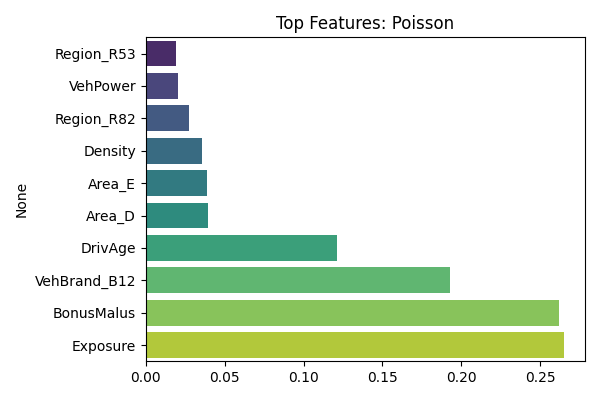 Top Features: Poisson
Region_R53
VehPower
Region_R82
Density
Area_E
Area_D
DrivAge
VehBrand_B12
BonusMalus
Exposure
None
0.00 0.05 0.10 0.15 0.20 0.25